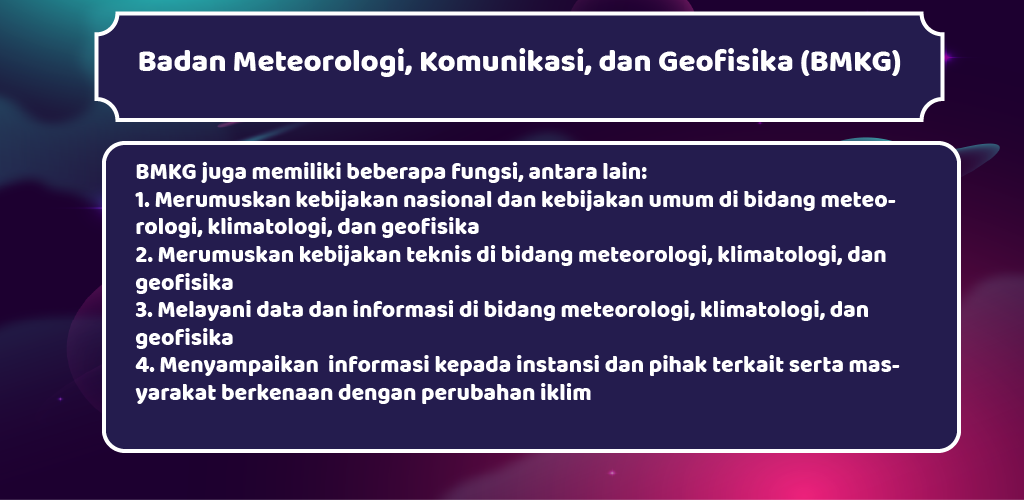 Badan Meteorologi, Komunikasi, dan Geofisika (BMKG)
BMKG juga memiliki beberapa fungsi, antara lain:
1. Merumuskan kebijakan nasional dan kebijakan umum di bidang meteo-
rologi, klimatologi, dan geofisika
2. Merumuskan kebijakan teknis di bidang meteorologi, klimatologi, dan
geofisika
3. Melayani data dan informasi di bidang meteorologi, klimatologi, dan
geofisika
4. Menyampaikan  informasi kepada instansi dan pihak terkait serta mas-
yarakat berkenaan dengan perubahan iklim